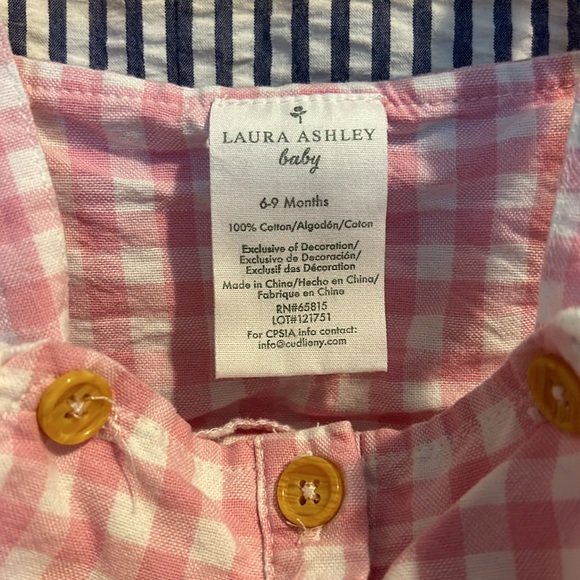 LAURA ASHLEY
baby
6-9 Months
100% Cotton/Algodón/Coton
Exclusive of Decoration/
Exclusivo de Decoración/
Exclusif das Décoration
Made in China/Hecho en China/
Fabrique en Chine
RN#65815
LOT#121751
For CPSIA info contact:
info@cudlieny.com